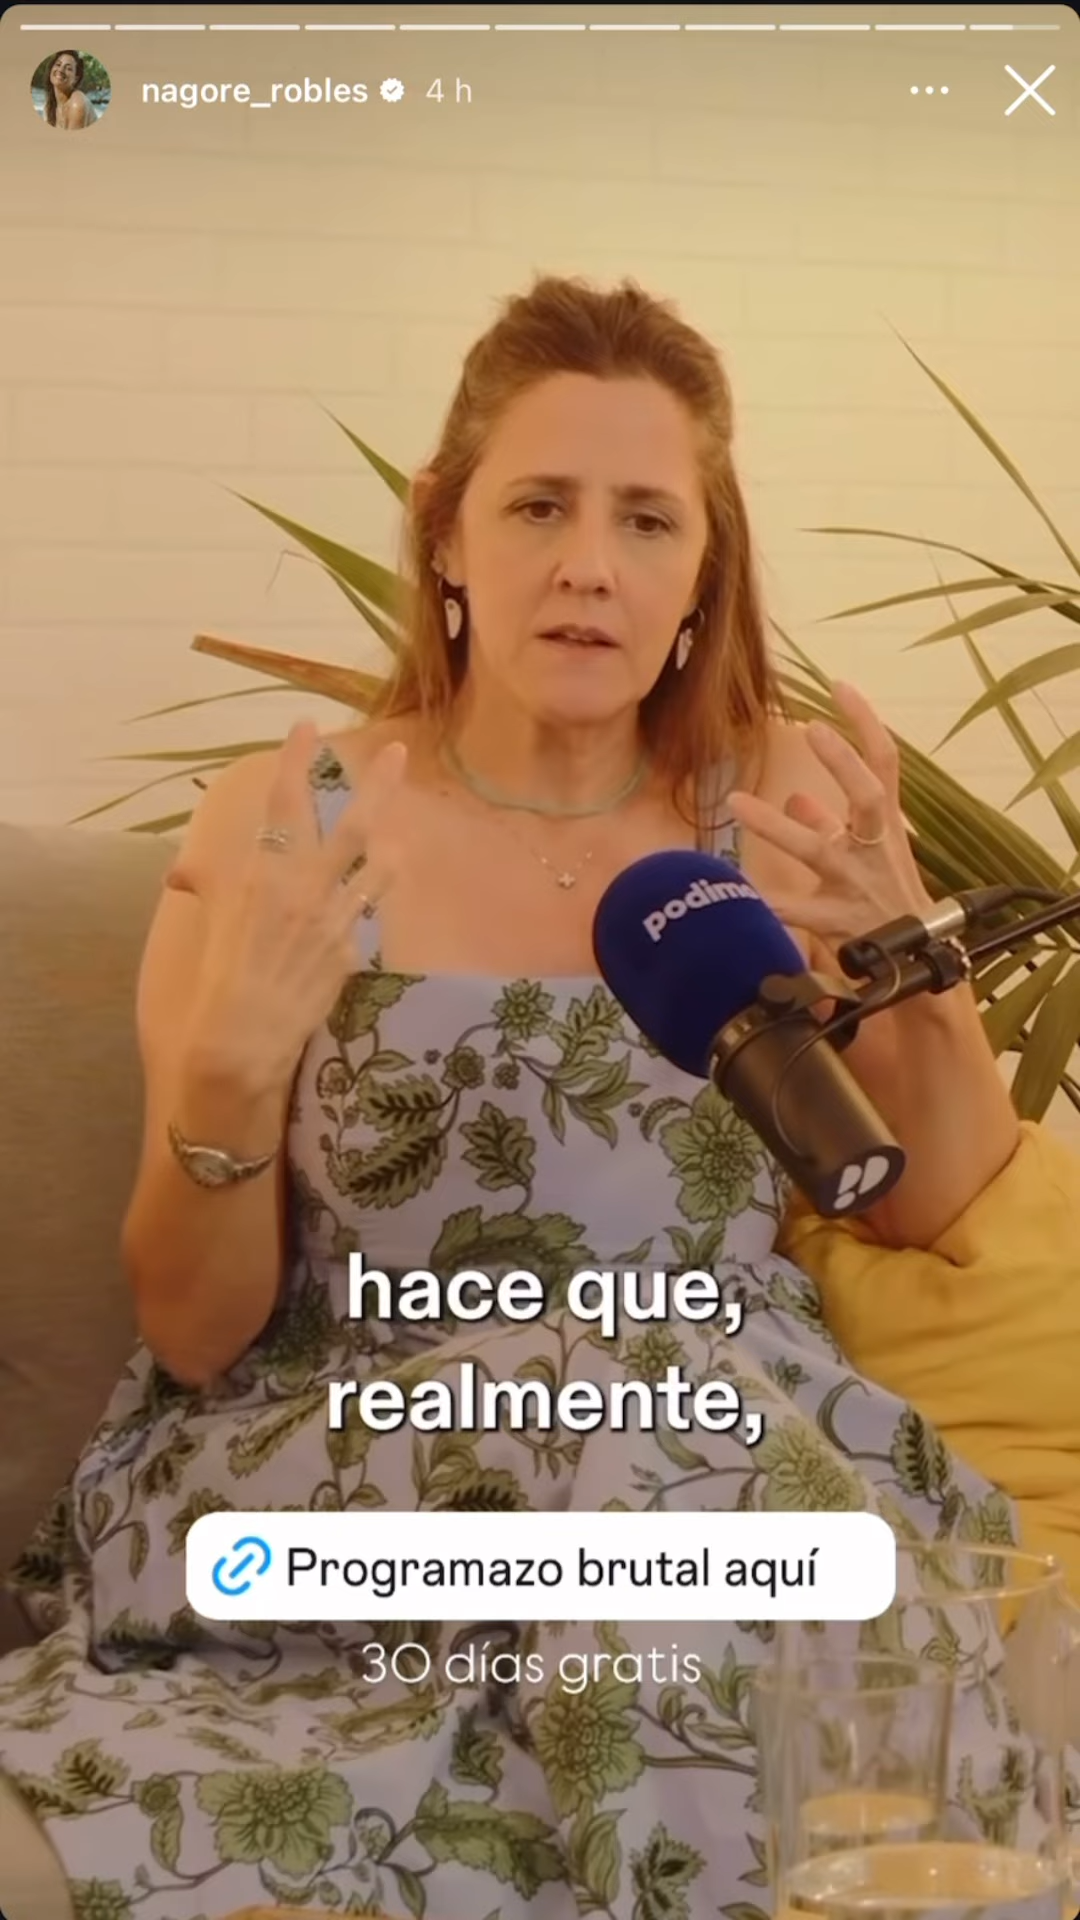 nagore_robles 4 h
podimo
hace que,
realmente,
Programazo brutal aquí
30 días gratis